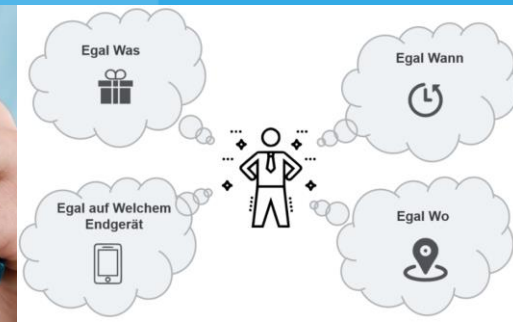 Egal Was
Egal Wann
Egal auf Welchem
Endgerät
Egal Wo